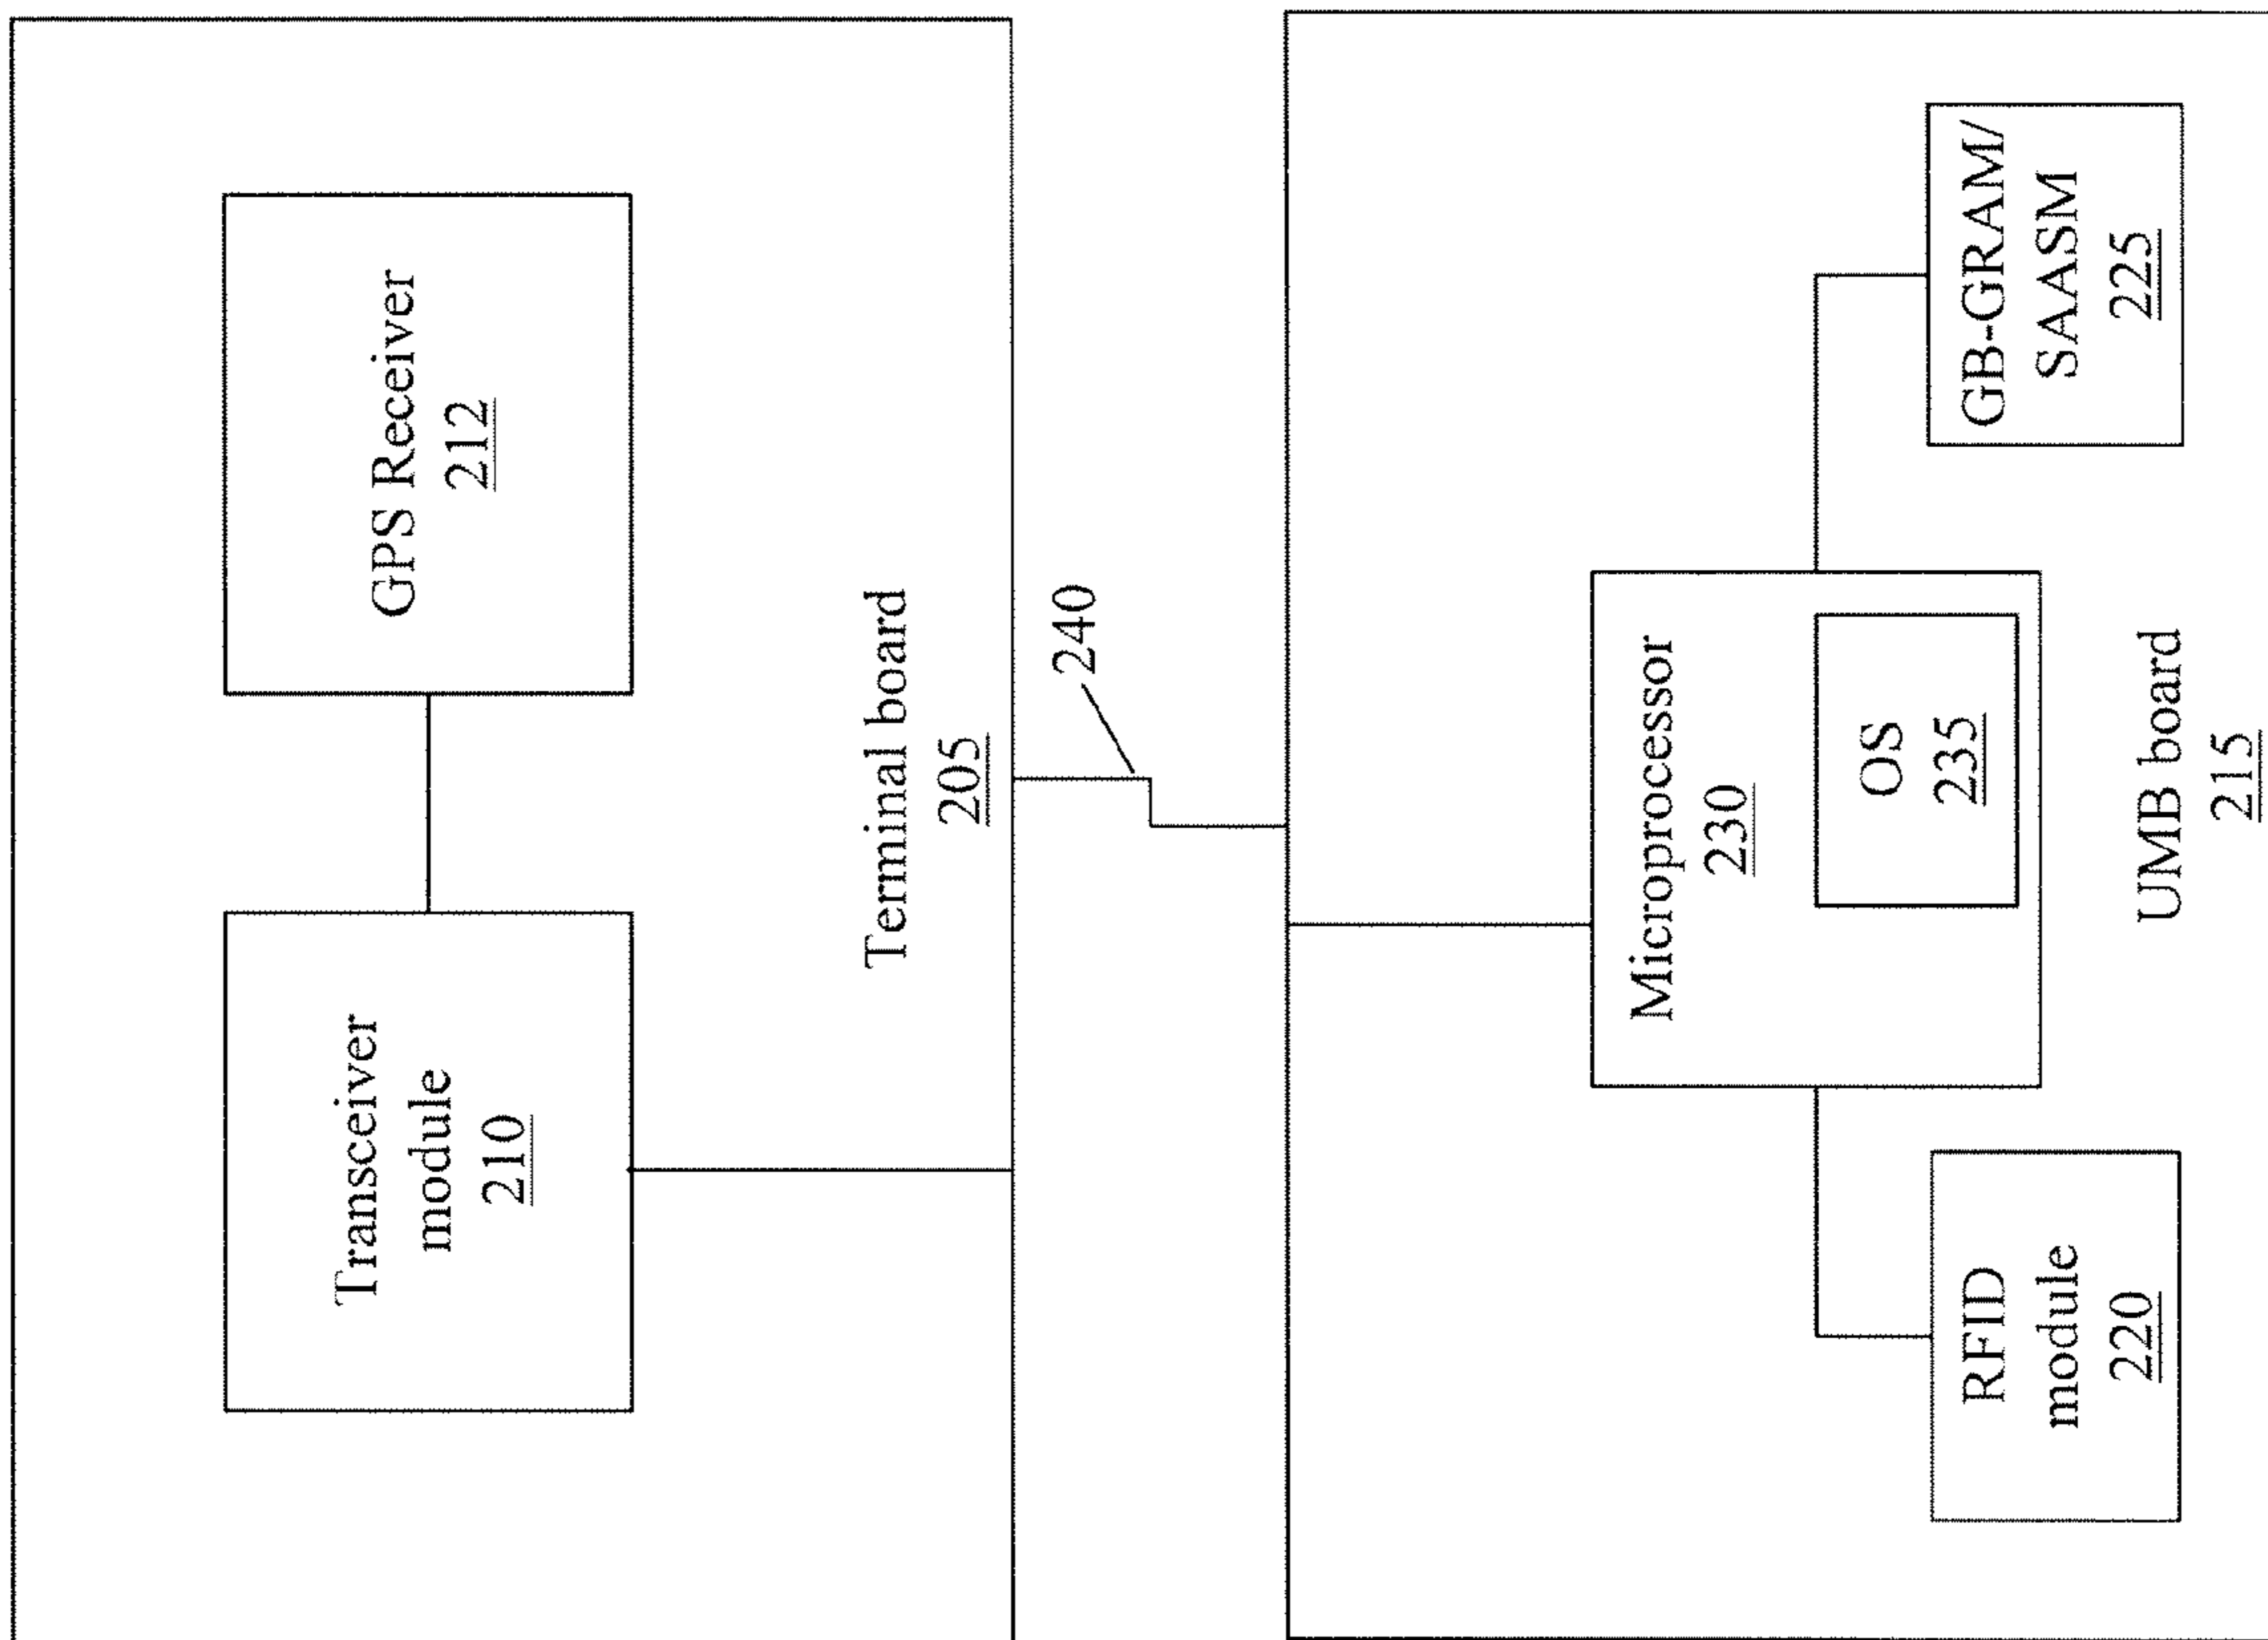 Transceiver
module
210
GPS Receiver
212
Terminal board
205
240
Microprocessor
230
OS
235
RFID
module
220
GB-GRAM/
SAASM
225
UMB board
215